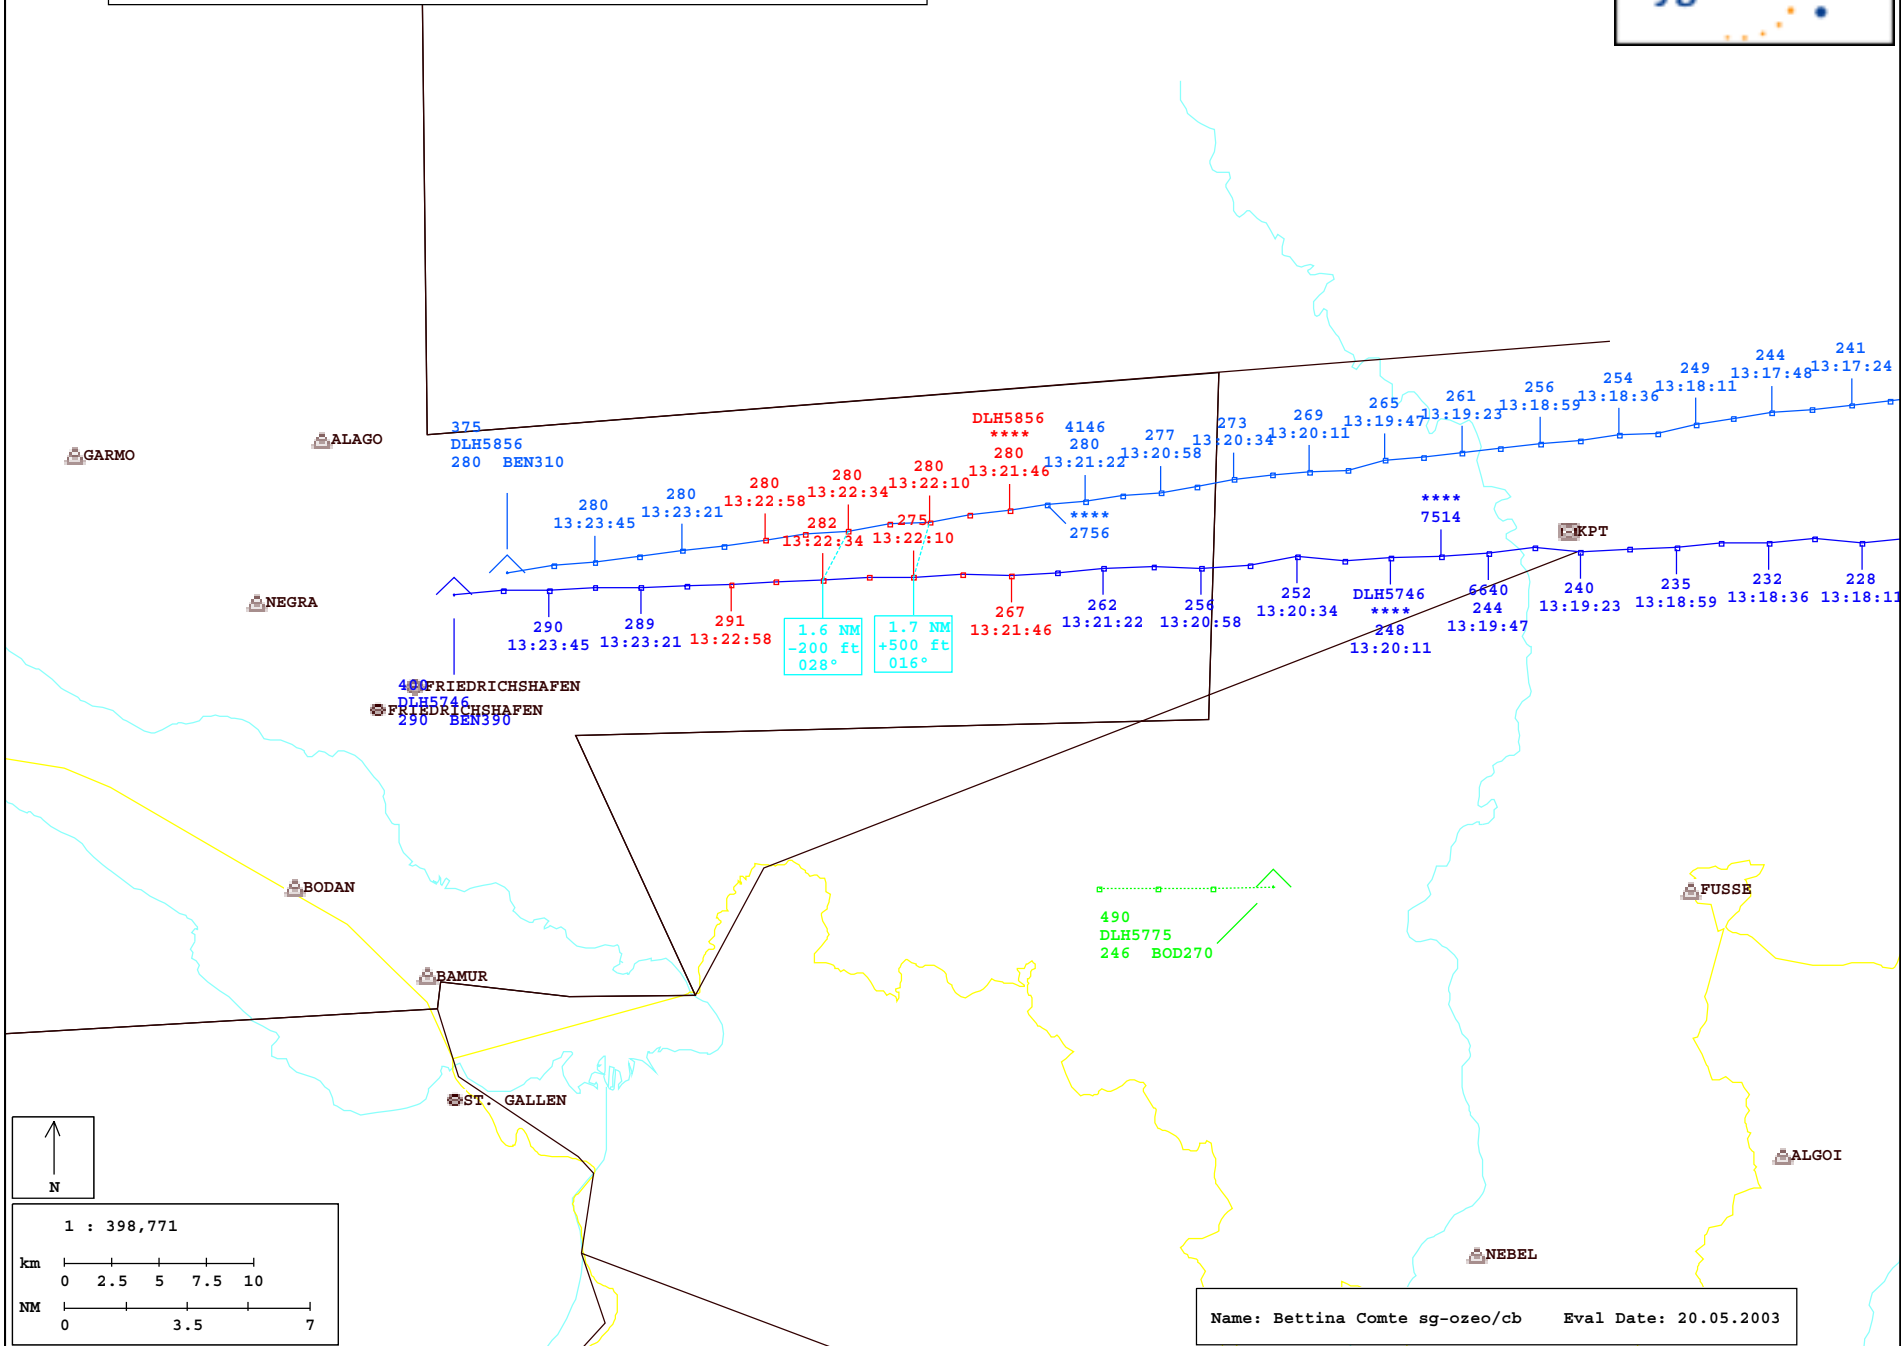 241
13:17:24
244
13:17:48
249
13:18:11
254
13:18:36
256
13:18:59
261
13:19:23
265
13:19:47
269
13:20:11
273
13:20:34
277
13:20:58
4146
280
13:21:22
****
2756
DLH5856
****
280
13:21:46
280
13:22:10
280
13:22:34
280
13:22:58
280
13:23:21
280
13:23:45
375
DLH5856
280 BEN310
GARMO
ALAGO
NEGRA
282
13:22:34
275
13:22:10
****
7514
KPT
228
13:18:11
232
13:18:36
235
13:18:59
240
13:19:23
6640
244
13:19:47
DLH5746
****
248
13:20:11
252
13:20:34
256
13:20:58
262
13:21:22
267
13:21:46
1.7 NM
+500 ft
016°
1.6 NM
-200 ft
028°
291
13:22:58
289
13:23:21
290
13:23:45
400
DLH5746
290 BEN390
FRIEDRICHSHAFEN
FRIEDRICHSHAFEN
BODAN
BAMUR
ST. GALLEN
490
DLH5775
246 BOD270
FUSSE
ALGOI
NEBEL
N
1 : 398,771
km
0 2.5 5 7.5 10
NM
0 3.5 7
Name: Bettina Comte sg-ozeo/cb Eval Date: 20.05.2003